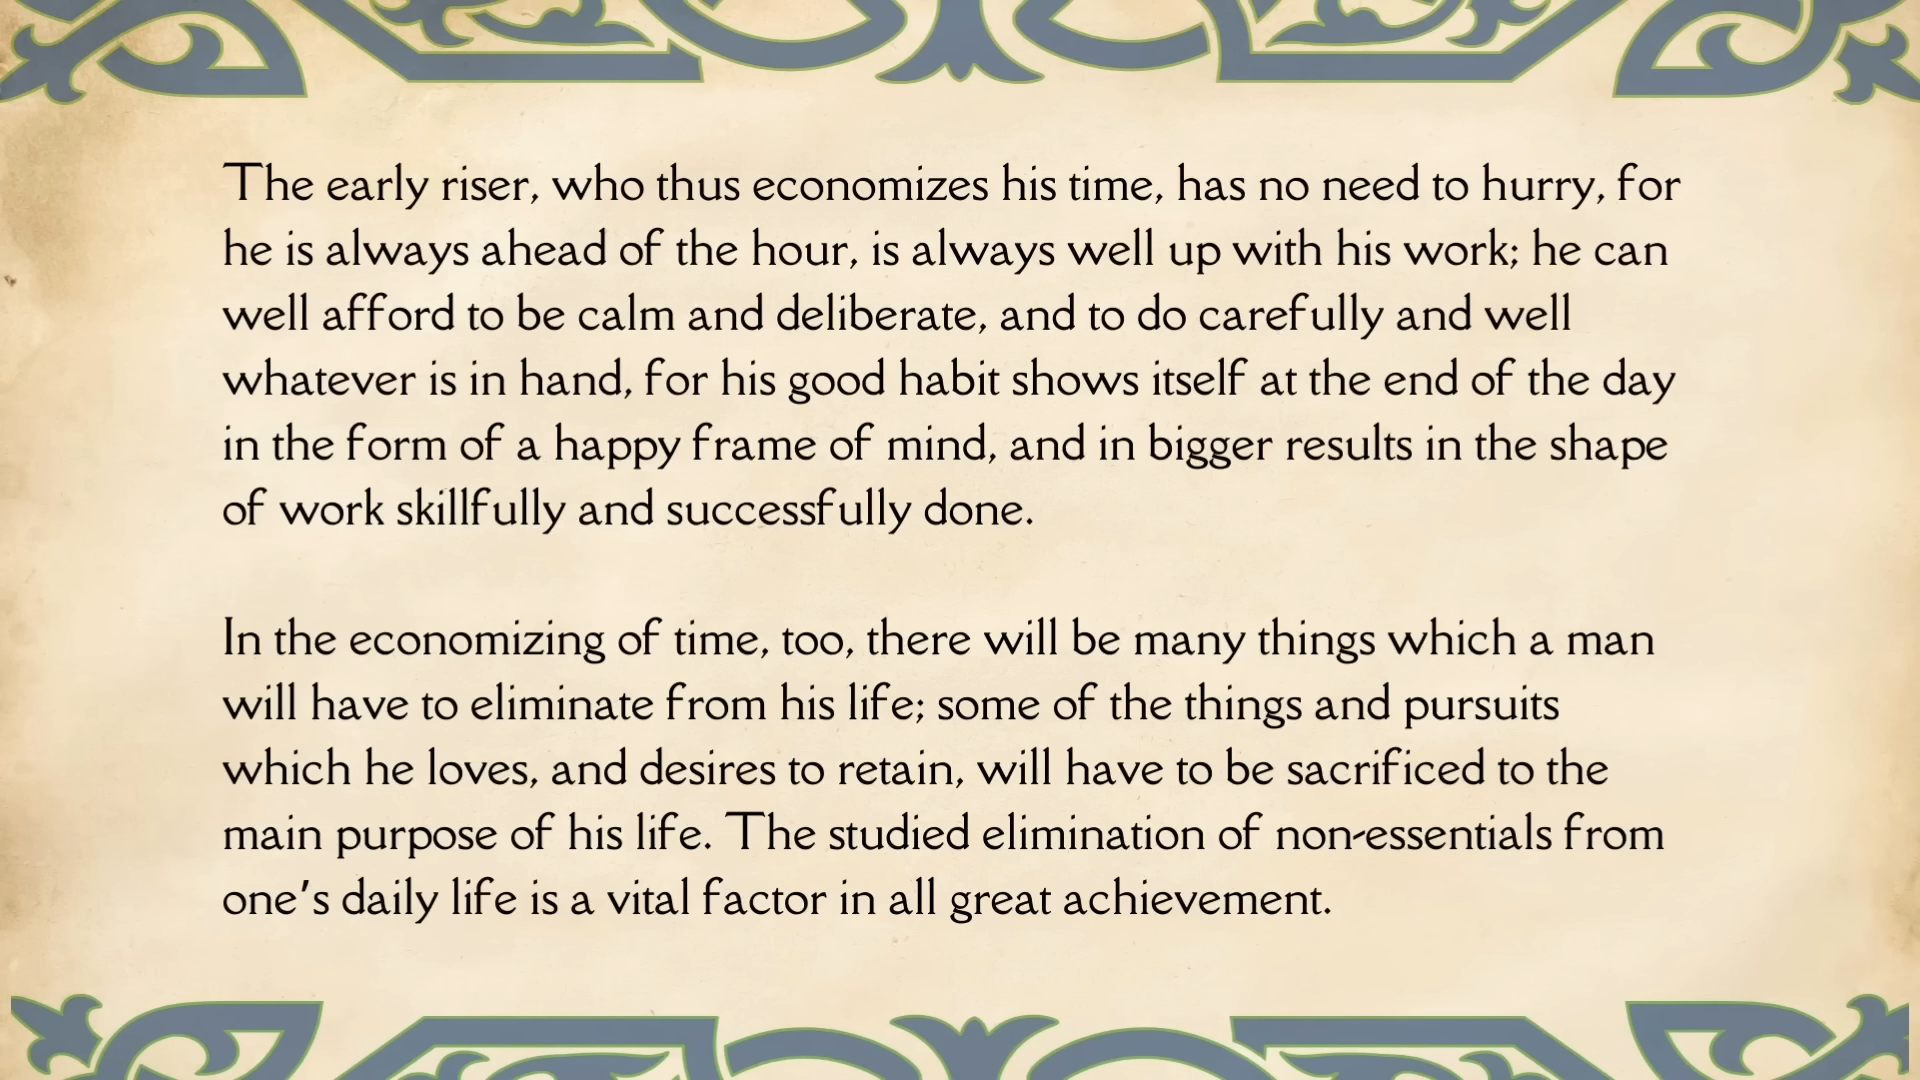 The early riser, who thus economizes his time, has no need to hurry, for
he is always ahead of the hour, is always well up with his work; he can
well afford to be calm and deliberate, and to do carefully and well
whatever is in hand, for his good habit shows itself at the end of the day
in the form of a happy frame of mind, and in bigger results in the shape
of work skillfully and successfully done.
In the economizing of time, too, there will be many things which a man
will have to eliminate from his life; some of the things and pursuits
which he loves, and desires to retain, will have to be sacrificed to the
main purpose of his life. The studied elimination of non-essentials from
one's daily life is a vital factor in all great achievement.